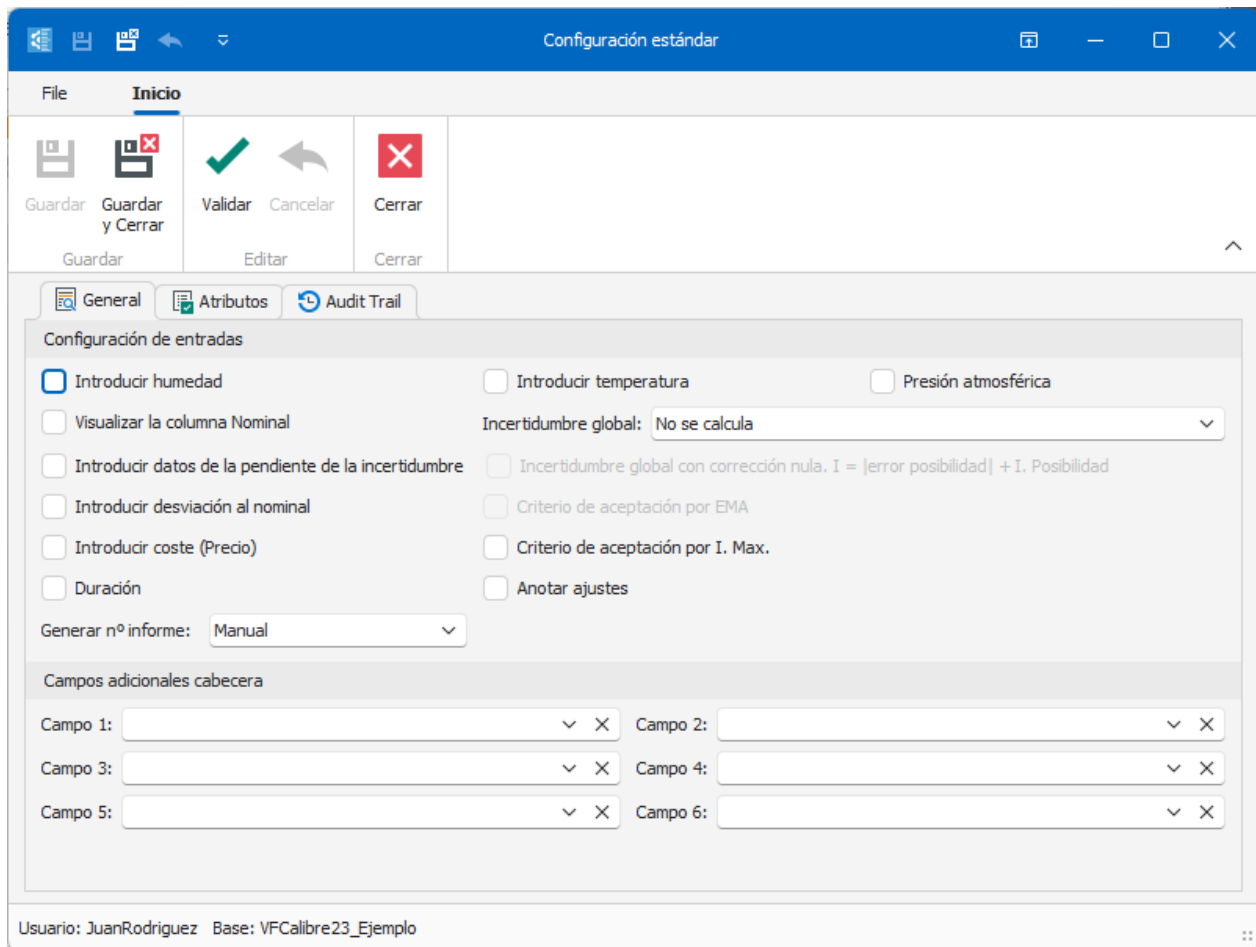 Configuración estándar
File Inicio
Guardar Guardar y Cerrar Validar Cancelar Cerrar
Guardar Editar Cerrar
General Atributos Audit Trail
Configuración de entradas
Introducir humedad Introducir temperatura Presión atmosférica
Visualizar la columna Nominal Incertidumbre global: No se calcula
Introducir datos de la pendiente de la incertidumbre Incertidumbre global con corrección nula. I = |error posibilidad| + I. Posibilidad
Introducir desviación al nominal Criterio de aceptación por EMA
Introducir coste (Precio) Criterio de aceptación por I. Max.
Duración Anotar ajustes
Generar nº informe: Manual
Campos adicionales cabecera
Campo 1: Campo 2:
Campo 3: Campo 4:
Campo 5: Campo 6:
Usuario: JuanRodriguez Base: VFCalibre23_Ejemplo